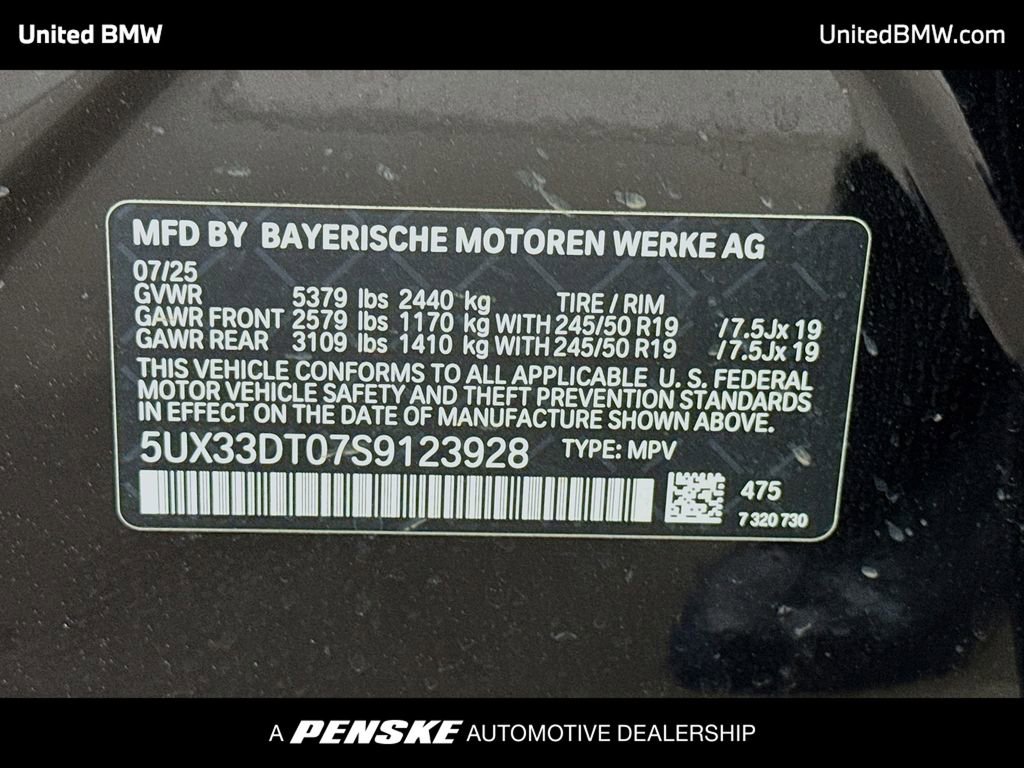 United BMW
UnitedBMW.com
MFD BY BAYERISCHE MOTOREN WERKE AG
07/25
GVWR 5379 lbs 2440 kg TIRE / RIM
GAWR FRONT 2579 lbs 1170 kg WITH 245/50 R19 /7.5Jx 19
GAWR REAR 3109 lbs 1410 kg WITH 245/50 R19 /7.5Jx 19
THIS VEHICLE CONFORMS TO ALL APPLICABLE U. S. FEDERAL
MOTOR VEHICLE SAFETY AND THEFT PREVENTION STANDARDS
IN EFFECT ON THE DATE OF MANUFACTURE SHOWN ABOVE.
5UX33DT07S9123928 TYPE: MPV
475
7 320 730
A PENSKE AUTOMOTIVE DEALERSHIP